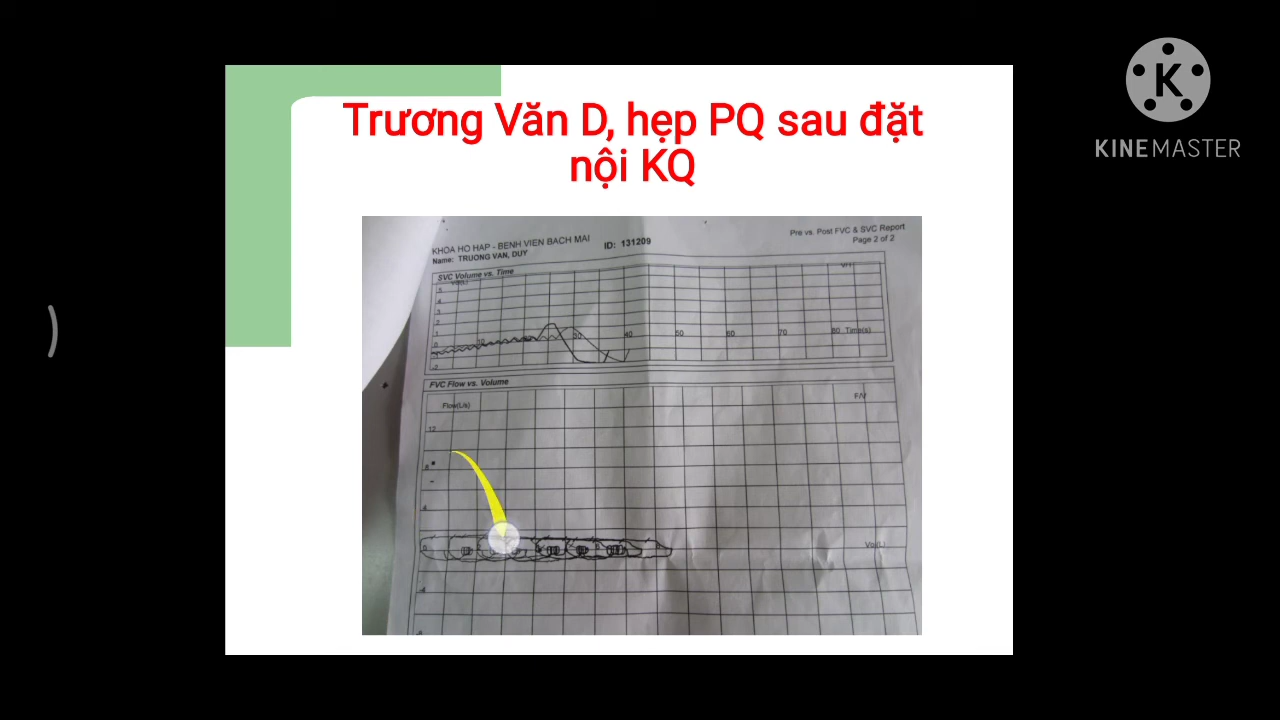 Trương Văn D, hẹp PQ sau đặt
nội KQ
KINEMASTER
KHOA HO HAP - BENH VIEN BACH MAI
ID: 131209
Pre vs. Post FVC & SVC Report
Page 2 of 2
Name: TRUONG VAN, DUY
SVC Volume vs. Time
5
4
3
2
1
0
-2
10
30
40
50
60
70
80
Time(s)
FVC Flow vs. Volume
Flow(L/s)
F/V
12
8
4
0
Vol(L)
-4